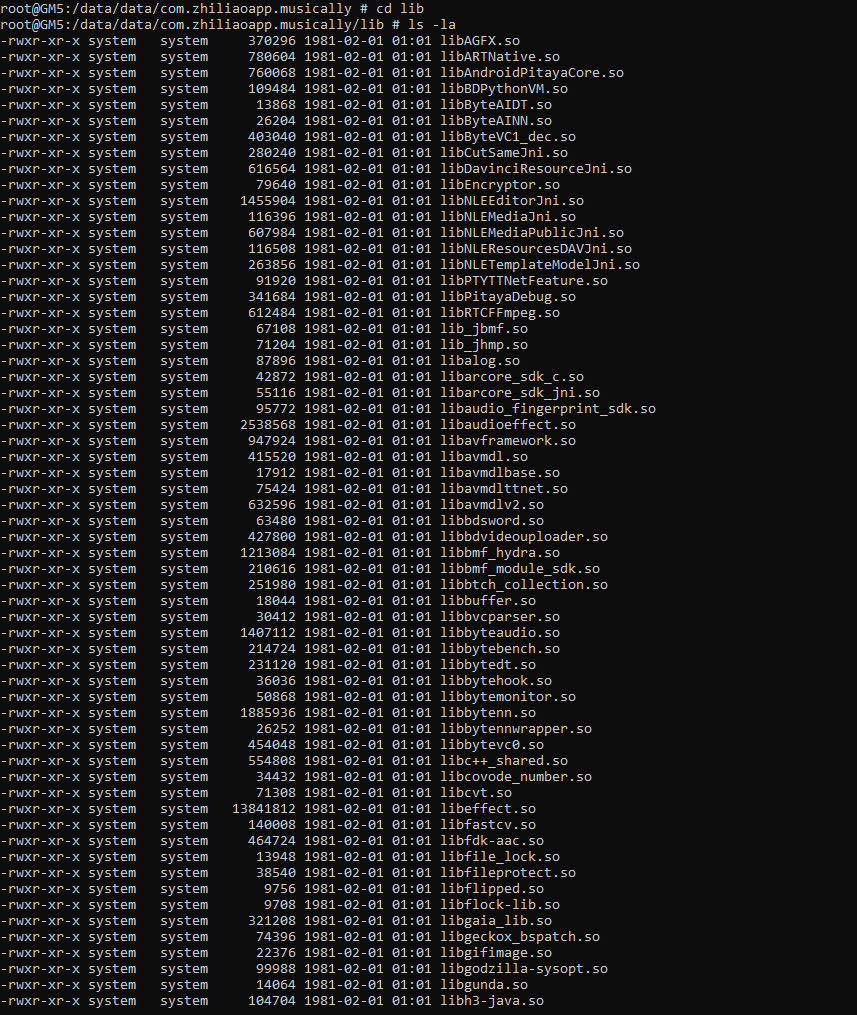 root@GM5:/data/data/com.zhiliaoapp.musically # cd lib
root@GM5:/data/data/com.zhiliaoapp.musically/lib # ls -la
-rwxr-xr-x system   system     370296 1981-02-01 01:01 libAGFX.so
-rwxr-xr-x system   system     780604 1981-02-01 01:01 libARTNative.so
-rwxr-xr-x system   system     760068 1981-02-01 01:01 libAndroidPitayaCore.so
-rwxr-xr-x system   system     109484 1981-02-01 01:01 libBDPythonVM.so
-rwxr-xr-x system   system      13868 1981-02-01 01:01 libByteAIDT.so
-rwxr-xr-x system   system      26204 1981-02-01 01:01 libByteAINN.so
-rwxr-xr-x system   system     403040 1981-02-01 01:01 libByteVC1_dec.so
-rwxr-xr-x system   system     280240 1981-02-01 01:01 libCutSameJni.so
-rwxr-xr-x system   system     616564 1981-02-01 01:01 libDavinciResourceJni.so
-rwxr-xr-x system   system      79640 1981-02-01 01:01 libEncryptor.so
-rwxr-xr-x system   system    1455904 1981-02-01 01:01 libNLEEditorJni.so
-rwxr-xr-x system   system     116396 1981-02-01 01:01 libNLEMediaJni.so
-rwxr-xr-x system   system     607984 1981-02-01 01:01 libNLEMediaPublicJni.so
-rwxr-xr-x system   system     116508 1981-02-01 01:01 libNLEResourcesDAVJni.so
-rwxr-xr-x system   system     263856 1981-02-01 01:01 libNLETemplateModelJni.so
-rwxr-xr-x system   system      91920 1981-02-01 01:01 libPTYTTNetFeature.so
-rwxr-xr-x system   system     341684 1981-02-01 01:01 libPitayaDebug.so
-rwxr-xr-x system   system     612484 1981-02-01 01:01 libRTCFFmpeg.so
-rwxr-xr-x system   system      67108 1981-02-01 01:01 lib_jbmf.so
-rwxr-xr-x system   system      71204 1981-02-01 01:01 lib_jhmp.so
-rwxr-xr-x system   system      87896 1981-02-01 01:01 libalog.so
-rwxr-xr-x system   system      42872 1981-02-01 01:01 libarcore_sdk_c.so
-rwxr-xr-x system   system      55116 1981-02-01 01:01 libarcore_sdk_jni.so
-rwxr-xr-x system   system      95772 1981-02-01 01:01 libaudio_fingerprint_sdk.so
-rwxr-xr-x system   system    2538568 1981-02-01 01:01 libaudioeffect.so
-rwxr-xr-x system   system     947924 1981-02-01 01:01 libavframework.so
-rwxr-xr-x system   system     415520 1981-02-01 01:01 libavmdl.so
-rwxr-xr-x system   system      17912 1981-02-01 01:01 libavmdlbase.so
-rwxr-xr-x system   system      75424 1981-02-01 01:01 libavmdlttnet.so
-rwxr-xr-x system   system     632596 1981-02-01 01:01 libavmdlv2.so
-rwxr-xr-x system   system      63480 1981-02-01 01:01 libbdsword.so
-rwxr-xr-x system   system     427800 1981-02-01 01:01 libbdvideouploader.so
-rwxr-xr-x system   system    1213084 1981-02-01 01:01 libbmf_hydra.so
-rwxr-xr-x system   system     210616 1981-02-01 01:01 libbmf_module_sdk.so
-rwxr-xr-x system   system     251980 1981-02-01 01:01 libbtch_collection.so
-rwxr-xr-x system   system      18044 1981-02-01 01:01 libbuffer.so
-rwxr-xr-x system   system      30412 1981-02-01 01:01 libbvcparser.so
-rwxr-xr-x system   system    1407112 1981-02-01 01:01 libbyteaudio.so
-rwxr-xr-x system   system     214724 1981-02-01 01:01 libbytebench.so
-rwxr-xr-x system   system     231120 1981-02-01 01:01 libbytedt.so
-rwxr-xr-x system   system      36036 1981-02-01 01:01 libbytehook.so
-rwxr-xr-x system   system      50868 1981-02-01 01:01 libbytemonitor.so
-rwxr-xr-x system   system    1885936 1981-02-01 01:01 libbytenn.so
-rwxr-xr-x system   system      26252 1981-02-01 01:01 libbytennwrapper.so
-rwxr-xr-x system   system     454048 1981-02-01 01:01 libbytevc0.so
-rwxr-xr-x system   system     554808 1981-02-01 01:01 libc++_shared.so
-rwxr-xr-x system   system      34432 1981-02-01 01:01 libcovode_number.so
-rwxr-xr-x system   system      71308 1981-02-01 01:01 libcvt.so
-rwxr-xr-x system   system   13841812 1981-02-01 01:01 libeffect.so
-rwxr-xr-x system   system     140008 1981-02-01 01:01 libfastcv.so
-rwxr-xr-x system   system     464724 1981-02-01 01:01 libfdk-aac.so
-rwxr-xr-x system   system      13948 1981-02-01 01:01 libfile_lock.so
-rwxr-xr-x system   system      38540 1981-02-01 01:01 libfileprotect.so
-rwxr-xr-x system   system       9756 1981-02-01 01:01 libflipped.so
-rwxr-xr-x system   system       9708 1981-02-01 01:01 libflock-lib.so
-rwxr-xr-x system   system     321208 1981-02-01 01:01 libgaia_lib.so
-rwxr-xr-x system   system      74396 1981-02-01 01:01 libgeckox_bspatch.so
-rwxr-xr-x system   system      22376 1981-02-01 01:01 libgifimage.so
-rwxr-xr-x system   system      99988 1981-02-01 01:01 libgodzilla-sysopt.so
-rwxr-xr-x system   system      14064 1981-02-01 01:01 libgunda.so
-rwxr-xr-x system   system     104704 1981-02-01 01:01 libh3-java.so